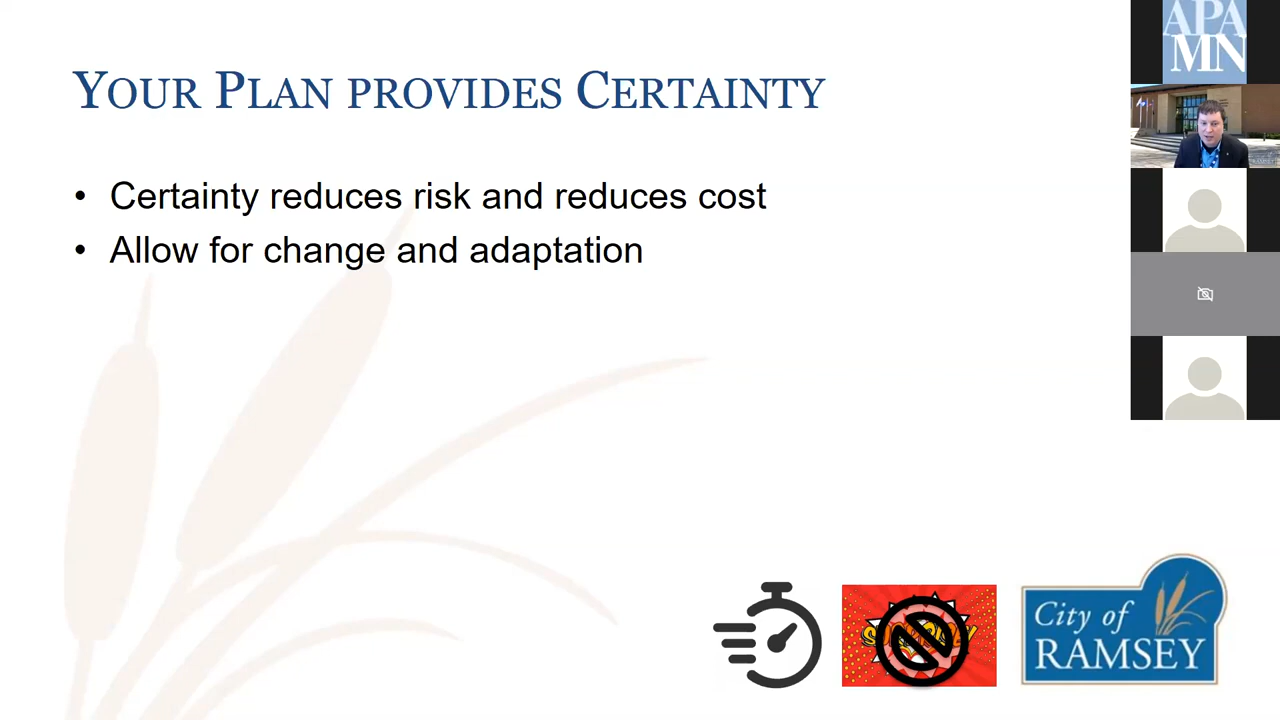 YOUR PLAN PROVIDES CERTAINTY
• Certainty reduces risk and reduces cost
• Allow for change and adaptation
APA
MN
City of
RAMSEY